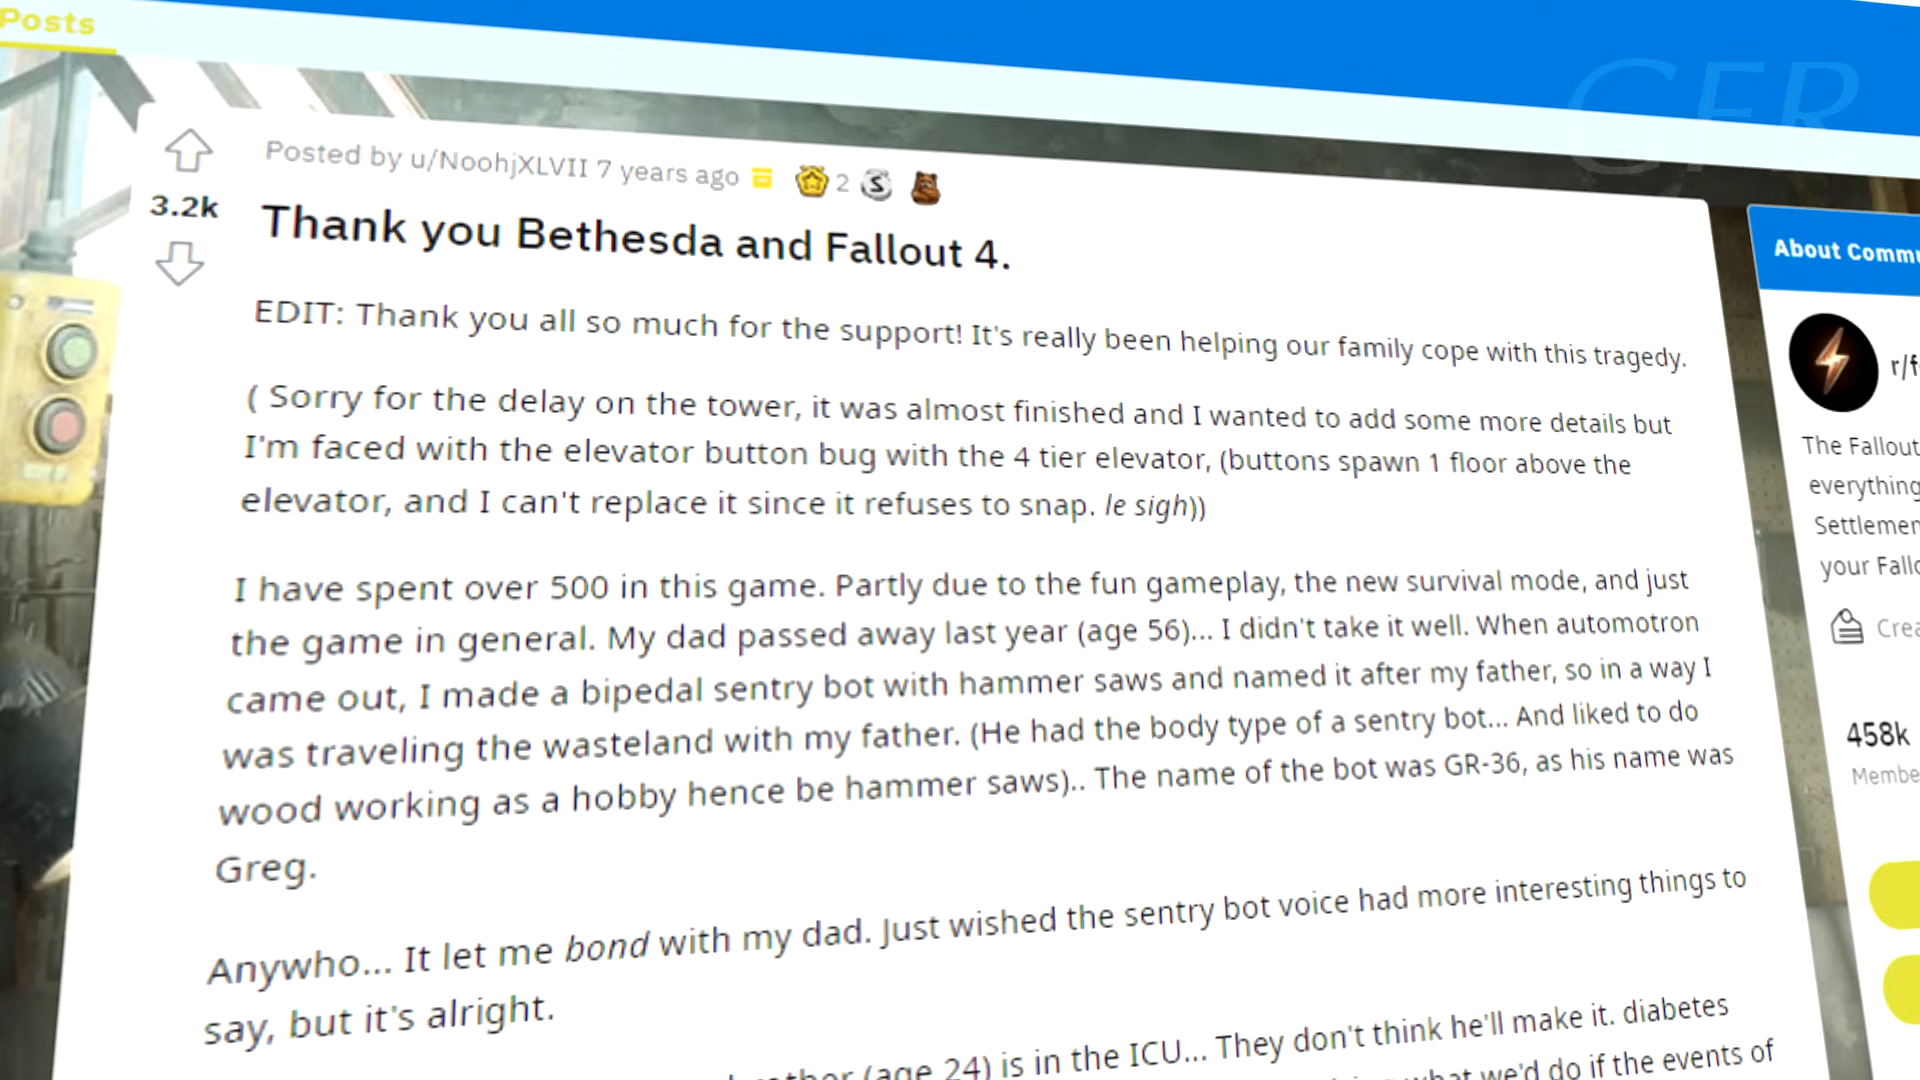 Posts
CFR
Posted by u/NoohjXLVII 7 years ago
2
3.2k
Thank you Bethesda and Fallout 4.
EDIT: Thank you all so much for the support! It's really been helping our family cope with this tragedy.
( Sorry for the delay on the tower, it was almost finished and I wanted to add some more details but
I'm faced with the elevator button bug with the 4 tier elevator, (buttons spawn 1 floor above the
elevator, and I can't replace it since it refuses to snap. le sigh))
I have spent over 500 in this game. Partly due to the fun gameplay, the new survival mode, and just
the game in general. My dad passed away last year (age 56)... I didn't take it well. When automotron
came out, I made a bipedal sentry bot with hammer saws and named it after my father, so in a way I
was traveling the wasteland with my father. (He had the body type of a sentry bot... And liked to do
wood working as a hobby hence be hammer saws).. The name of the bot was GR-36, as his name was
Greg.
Anywho... It let me bond with my dad. Just wished the sentry bot voice had more interesting things to
say, but it's alright.
(age 24) is in the ICU... They don't think he'll make it. diabetes
what we'd do if the events of
About Commu
r/f
The Fallout
everything
Settlemen
your Fallo
Crea
458k
Membe